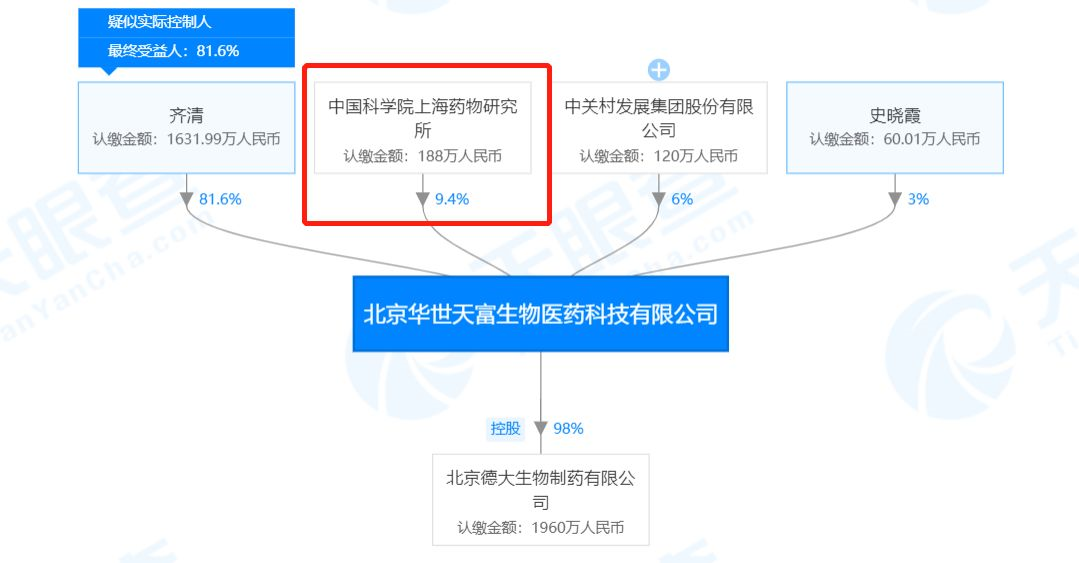 疑似实际控制人
最终受益人：81.6%
齐清
认缴金额：1631.99万人民币
81.6%
中国科学院上海药物研究
所
认缴金额：188万人民币
9.4%
中关村发展集团股份有限
公司
认缴金额：120万人民币
6%
史晓霞
认缴金额：60.01万人民币
3%
北京华世天富生物医药科技有限公司
控股
98%
北京德大生物制药有限公
司
认缴金额：1960万人民币
天眼查
TianYanCha.com